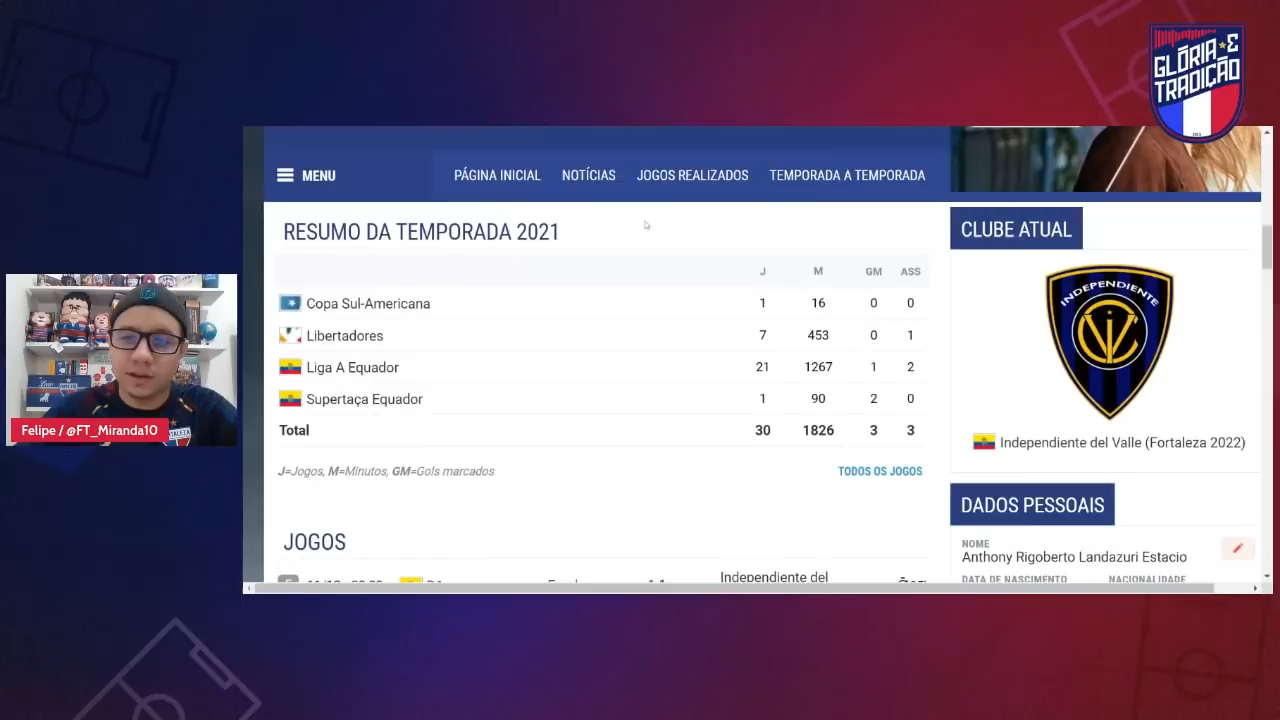 GLÓRIA E
TRADIÇÃO
MENU
PÁGINA INICIAL NOTÍCIAS JOGOS REALIZADOS TEMPORADA A TEMPORADA
RESUMO DA TEMPORADA 2021
J M GM ASS
Copa Sul-Americana 1 16 0 0
Libertadores 7 453 0 1
Liga A Equador 21 1267 1 2
Supertaça Equador 1 90 2 0
Total 30 1826 3 3
J=Jogos, M=Minutos, GM=Gols marcados
TODOS OS JOGOS
JOGOS
Independiente del
CLUBE ATUAL
INDEPENDIENTE
Independiente del Valle (Fortaleza 2022)
DADOS PESSOAIS
NOME
Anthony Rigoberto Landazuri Estacio
DATA DE NASCIMENTO NACIONALIDADE
Felipe / @FT_Miranda10